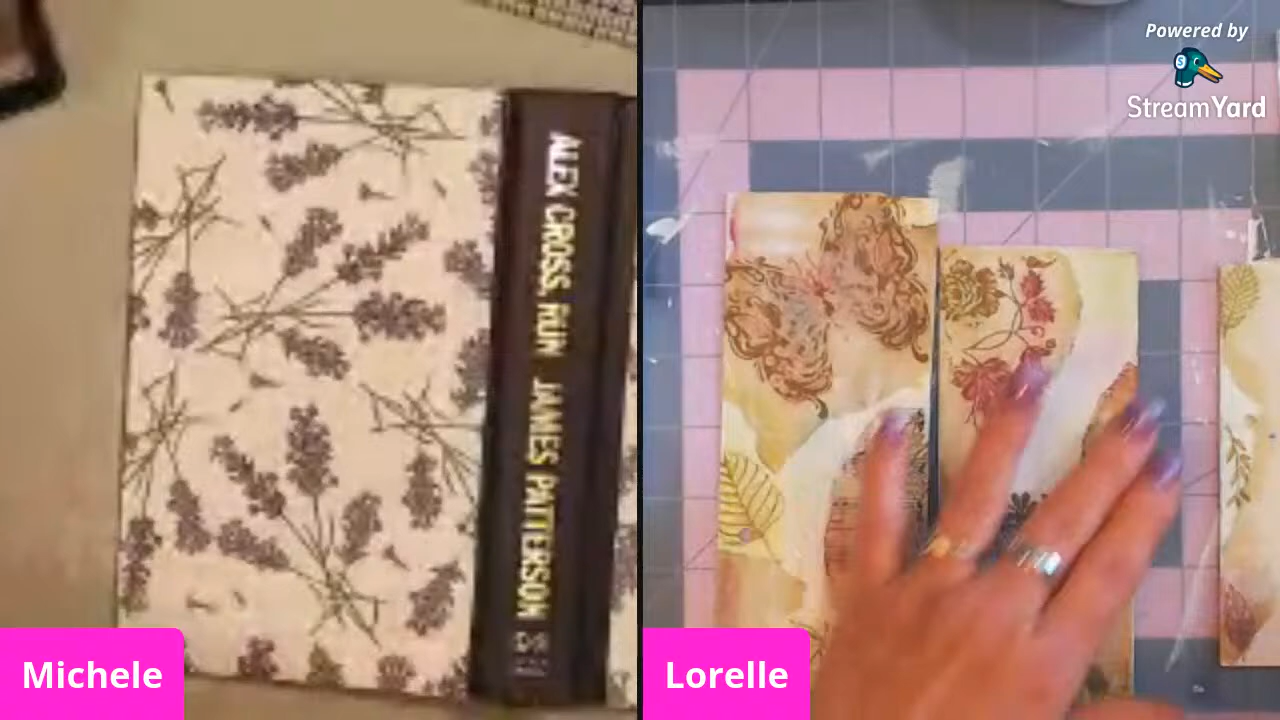 ALEX CROSS, RUN JAMES PATTERSON
Powered by
StreamYard
Michele
Lorelle